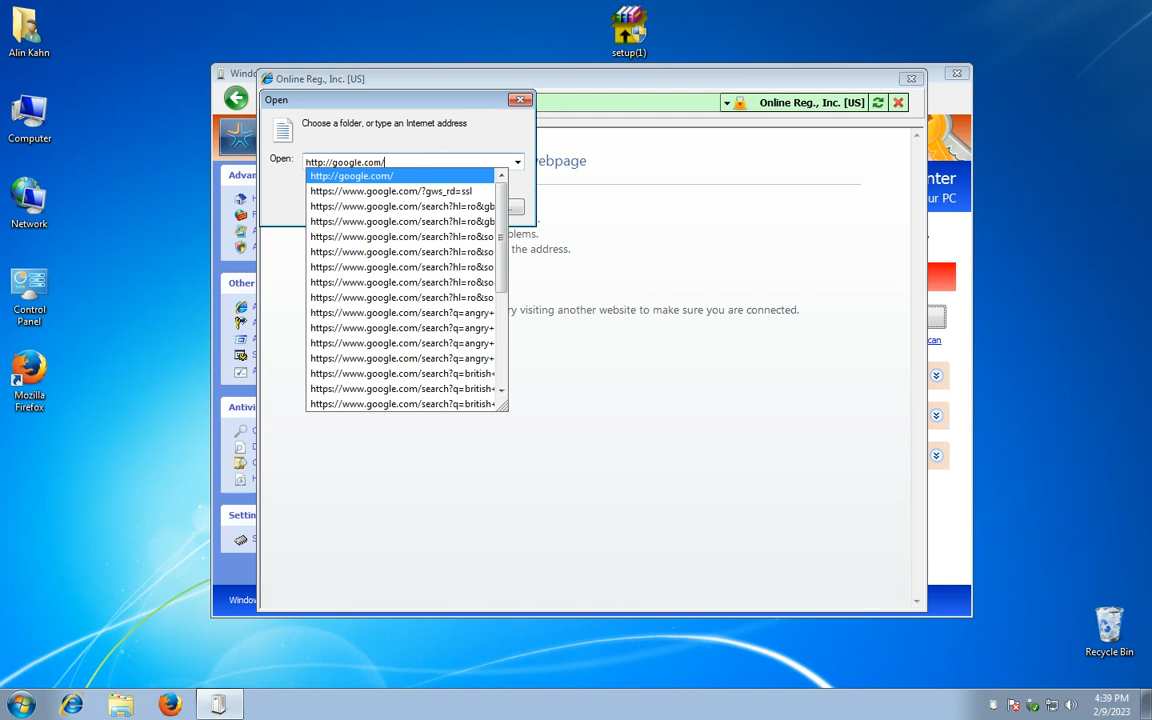 Alin Kahn
Computer
Network
Control
Panel
Mozilla
Firefox
setup(1)
Recycle Bin
Windo
Online Reg., Inc. [US]
Online Reg., Inc. [US]
Open
Choose a folder, or type an Internet address
Open:
http://google.com/
http://google.com/
https://www.google.com/?gws_rd=ssl
https://www.google.com/search?hl=ro&gb
https://www.google.com/search?hl=ro&gb
https://www.google.com/search?hl=ro&so
https://www.google.com/search?hl=ro&so
https://www.google.com/search?hl=ro&so
https://www.google.com/search?hl=ro&so
https://www.google.com/search?hl=ro&so
https://www.google.com/search?q=angry+
https://www.google.com/search?q=angry+
https://www.google.com/search?q=angry+
https://www.google.com/search?q=angry+
https://www.google.com/search?q=british+
https://www.google.com/search?q=british+
https://www.google.com/search?q=british+
webpage
blems.
the address.
ry visiting another website to make sure you are connected.
Advar
Other
Antivi
Settin
Windo
nter
ur PC
can
4:39 PM
2/9/2023